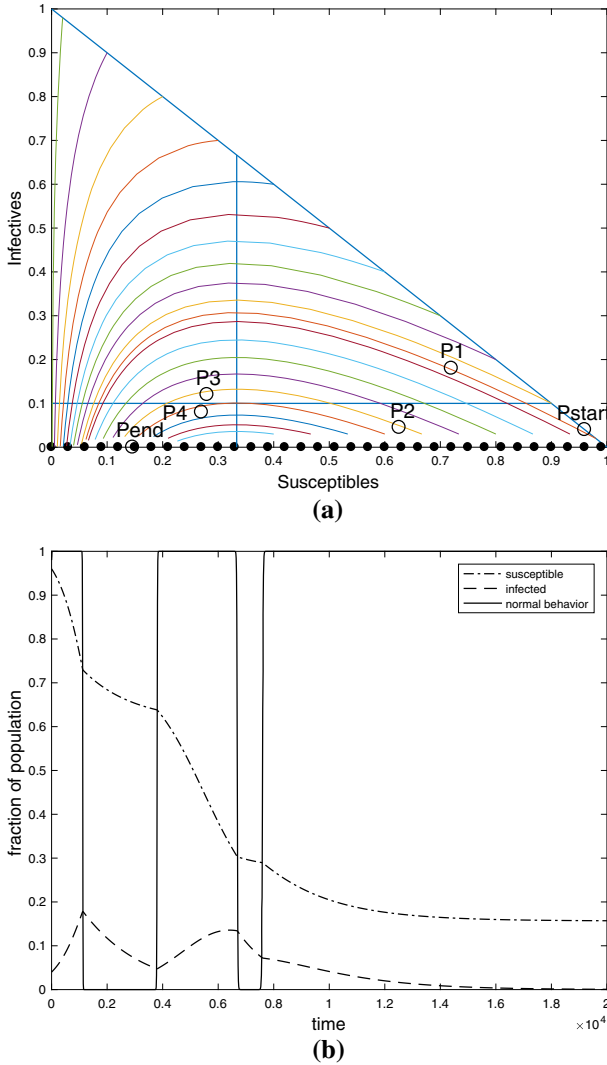 1
0.9
0.8
0.7
0.6
0.5
0.4
0.3
0.2
0.1
0
Infectives
P1
P3
P4
P2
Pstart
Pend
0 0.1 0.2 0.3 0.4 0.5 0.6 0.7 0.8 0.9 1
Susceptibles
(a)
1
0.9
0.8
0.7
0.6
0.5
0.4
0.3
0.2
0.1
0
fraction of population
susceptible
infected
normal behavior
0 0.2 0.4 0.6 0.8 1 1.2 1.4 1.6 1.8 2
time
×10⁴
(b)